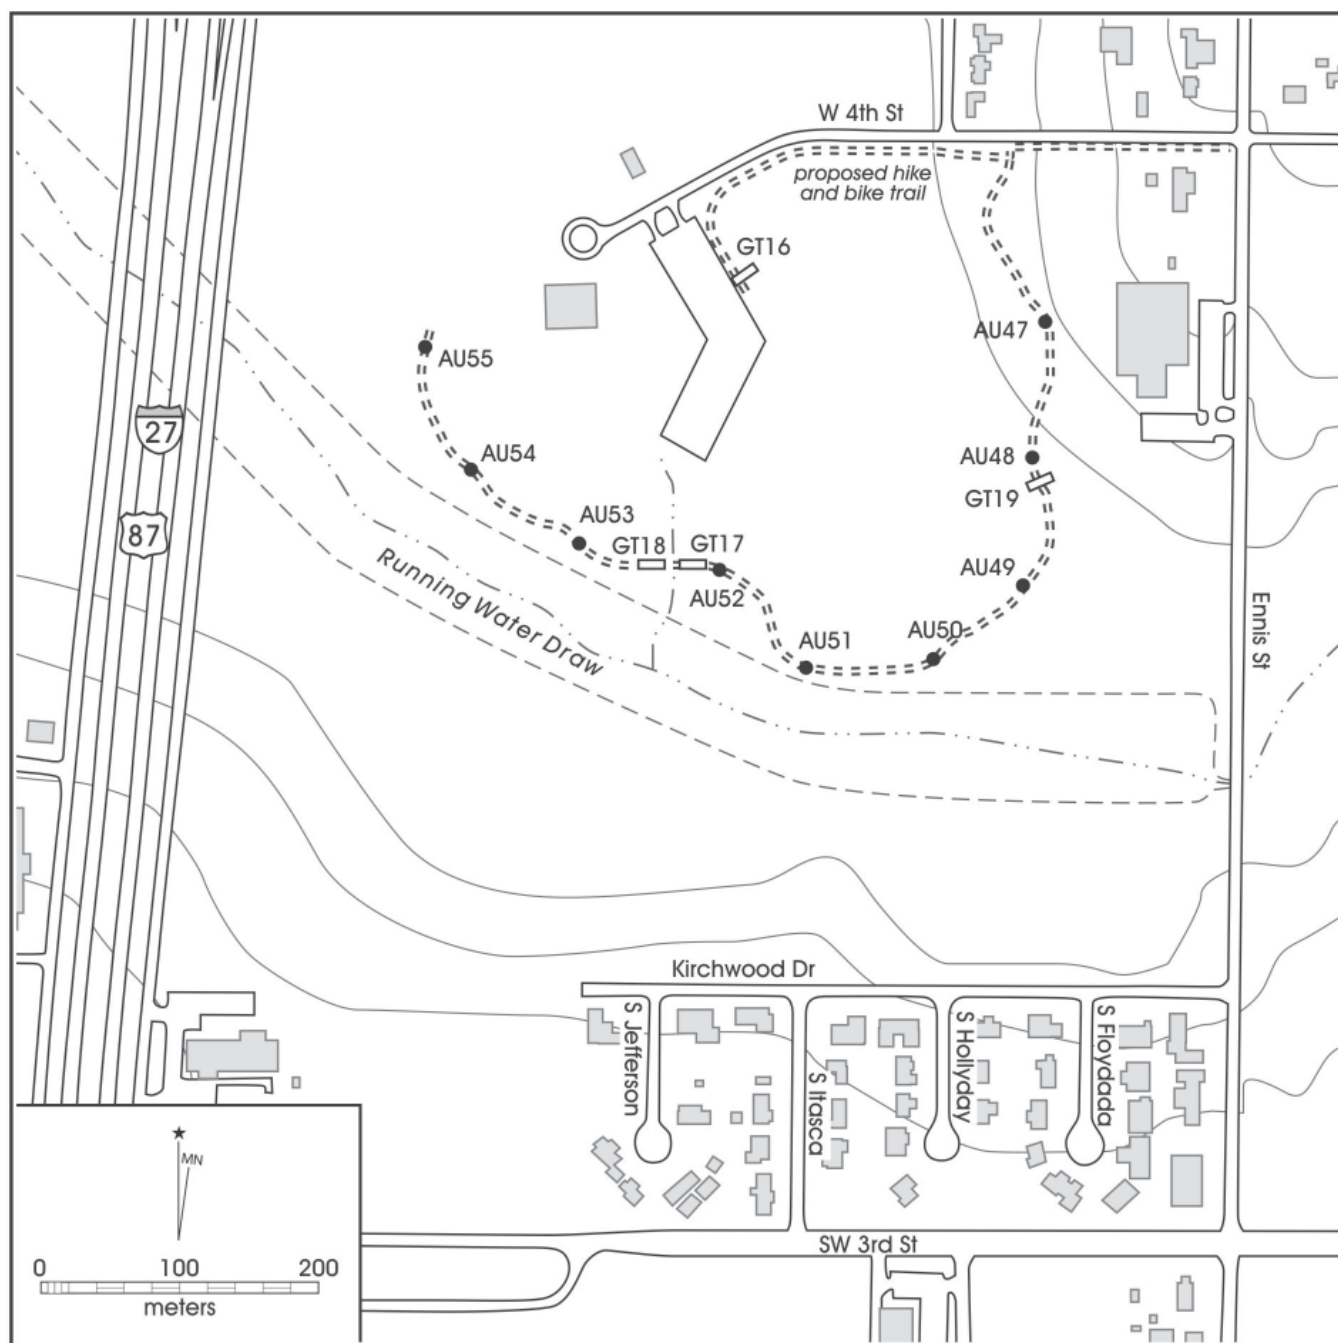 W 4th St
proposed hike
and bike trail
GT16
AU47
AU55
27
AU54
AU48
GT19
87
AU53
GT18
GT17
AU49
AU52
Running Water Draw
Ennis St
AU51
AU50
Kirchwood Dr
S Jefferson
S Itasca
S Hollyday
S Floydada
MN
SW 3rd St
0 100 200
meters